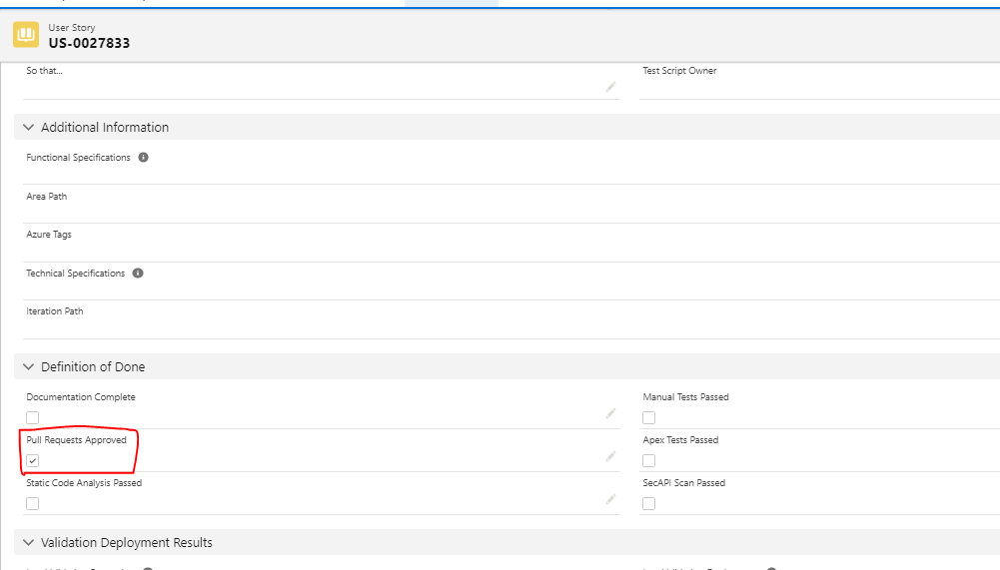 User Story
US-0027833
So that...
Test Script Owner
Additional Information
Functional Specifications
Area Path
Azure Tags
Technical Specifications
Iteration Path
Definition of Done
Documentation Complete
Manual Tests Passed
Pull Requests Approved
Apex Tests Passed
Static Code Analysis Passed
SecAPI Scan Passed
Validation Deployment Results